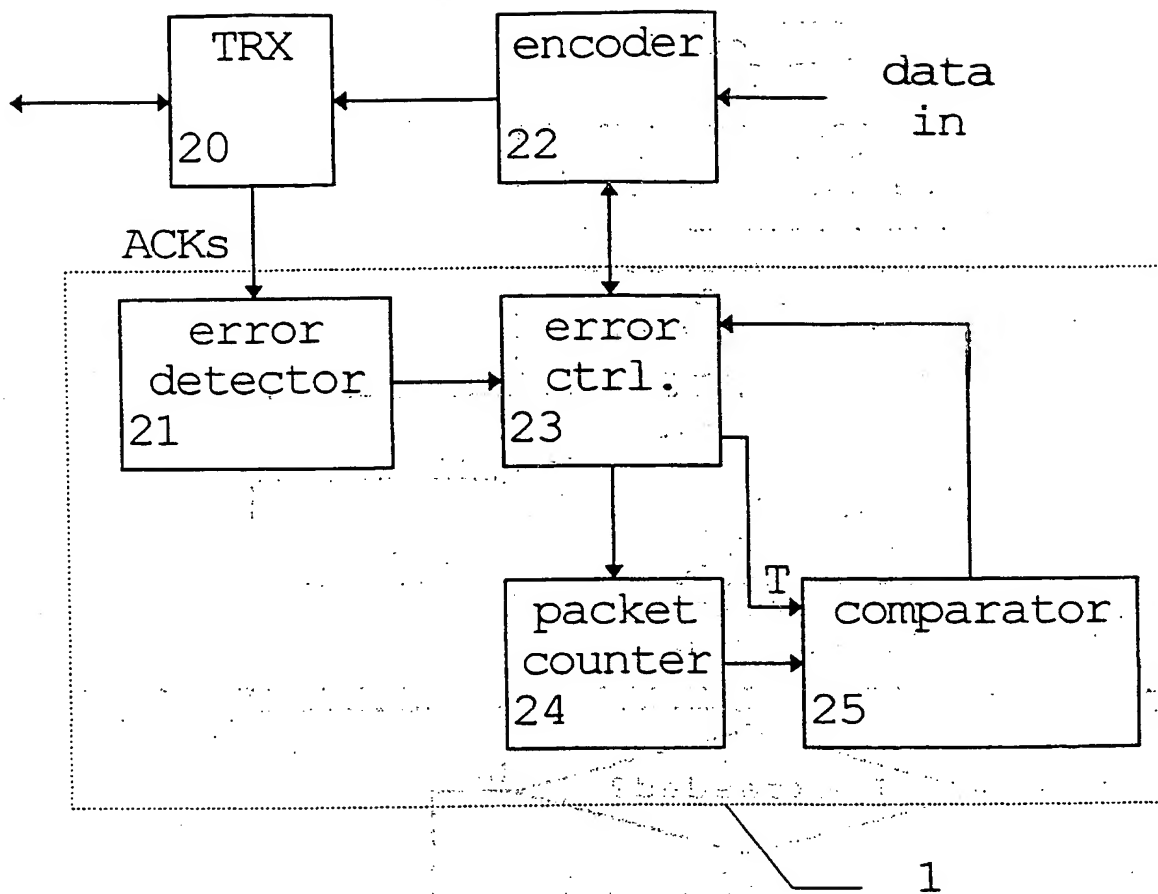 TRX
20
encoder
22
data
in
ACKs
error
detector
21
error
ctrl.
23
T
packet
counter
24
comparator
25
1